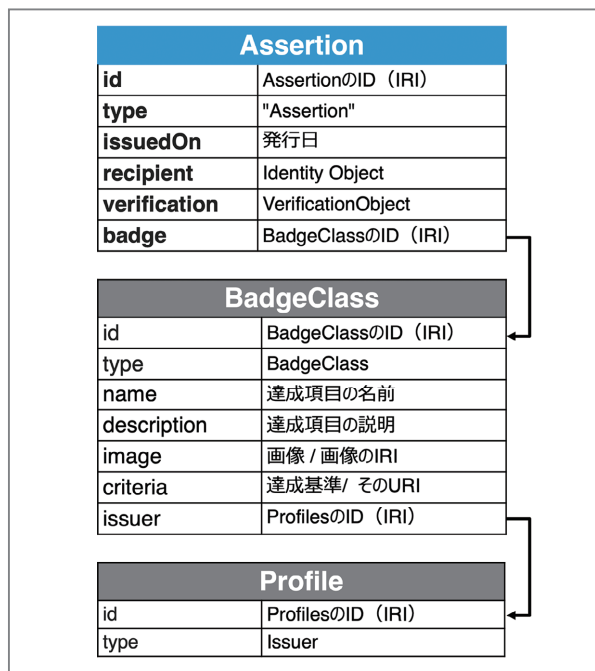 Assertion
id AssertionのID（IRI）
type "Assertion"
issuedOn 発行日
recipient Identity Object
verification VerificationObject
badge BadgeClassのID（IRI）
BadgeClass
id BadgeClassのID（IRI）
type BadgeClass
name 達成項目の名前
description 達成項目の説明
image 画像 / 画像のIRI
criteria 達成基準/ そのURI
issuer ProfilesのID（IRI）
Profile
id ProfilesのID（IRI）
type Issuer